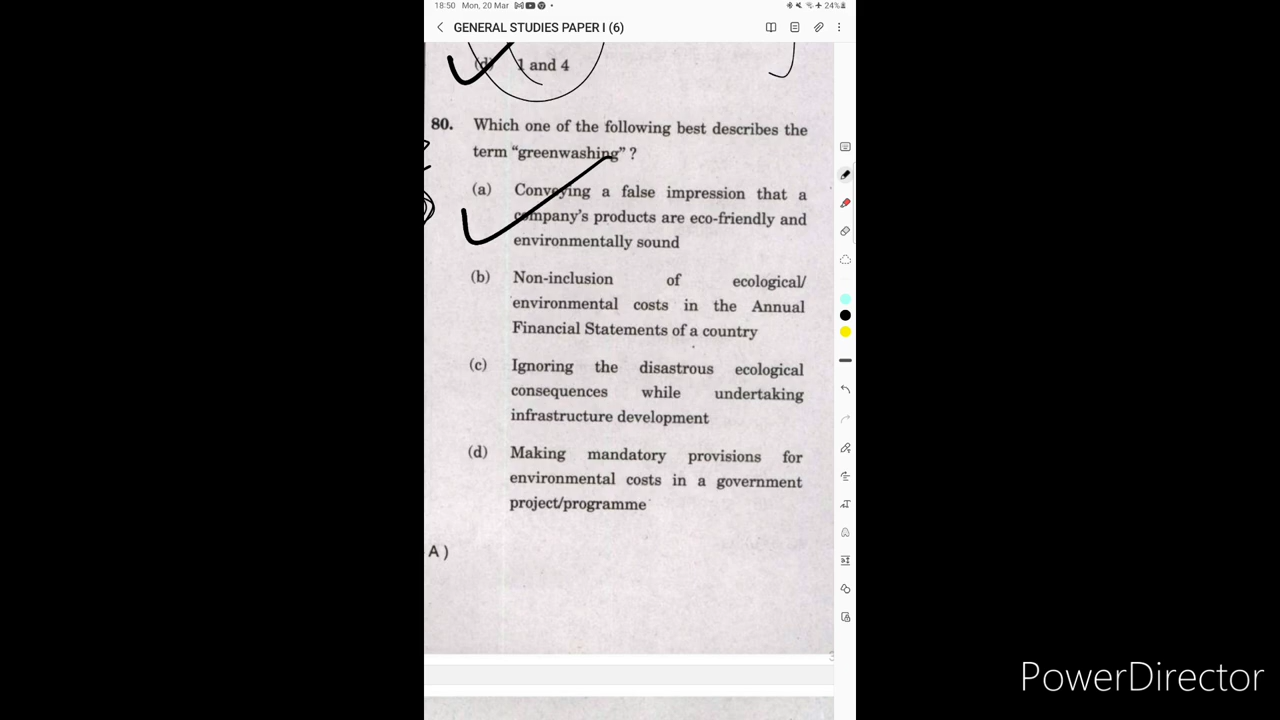 18:50 Mon, 20 Mar
24%
GENERAL STUDIES PAPER I (6)
(d) 1 and 4
80. Which one of the following best describes the
term “greenwashing” ?
(a) Conveying a false impression that a
company's products are eco-friendly and
environmentally sound
(b) Non-inclusion of ecological/
environmental costs in the Annual
Financial Statements of a country
(c) Ignoring the disastrous ecological
consequences while undertaking
infrastructure development
(d) Making mandatory provisions for
environmental costs in a government
project/programme
A )
PowerDirector